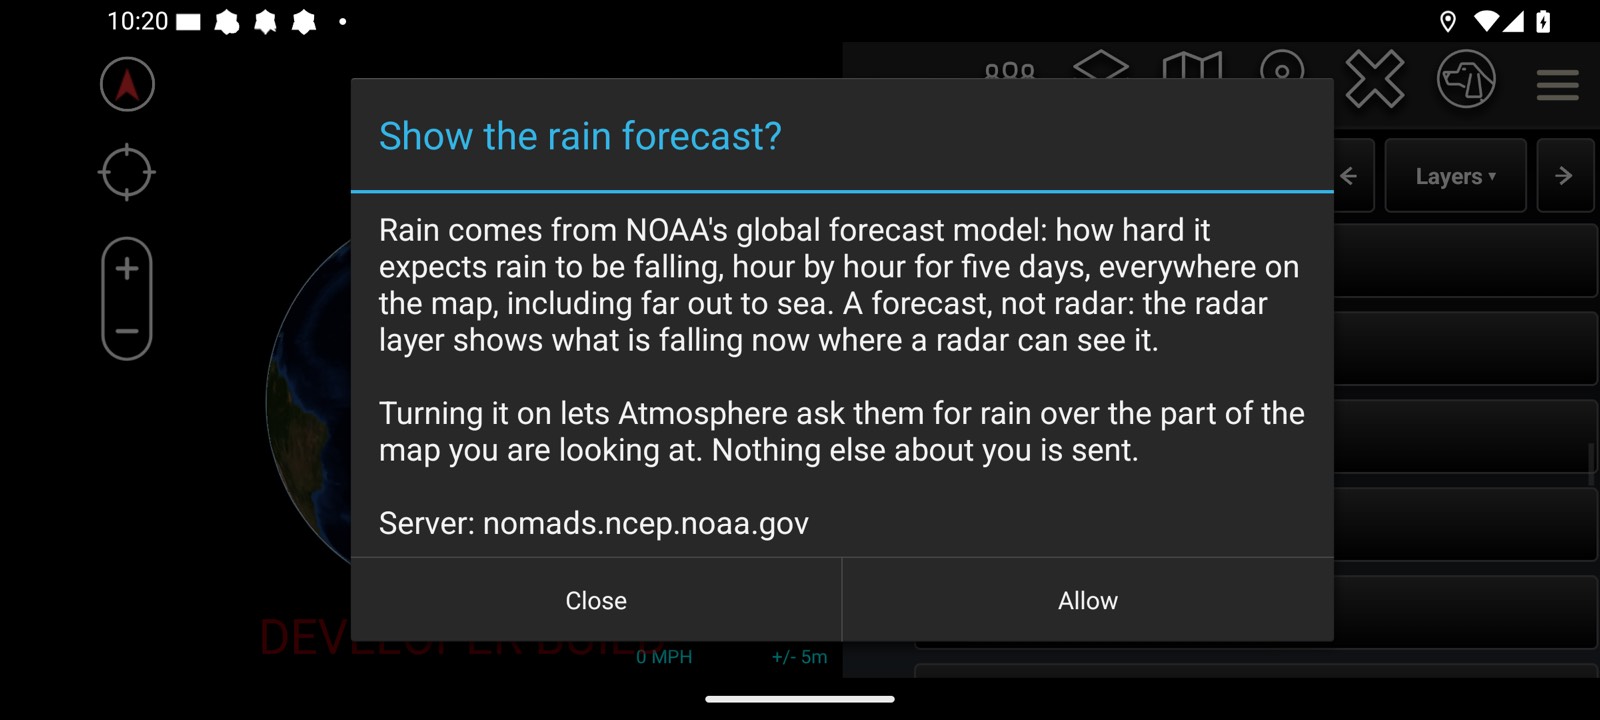 10:20
Show the rain forecast?
Layers
Rain comes from NOAA's global forecast model: how hard it
expects rain to be falling, hour by hour for five days, everywhere on
the map, including far out to sea. A forecast, not radar: the radar
layer shows what is falling now where a radar can see it.
Turning it on lets Atmosphere ask them for rain over the part of the
map you are looking at. Nothing else about you is sent.
Server: nomads.ncep.noaa.gov
Close
Allow
DEVELOPER BUILD
0 MPH
+/- 5m